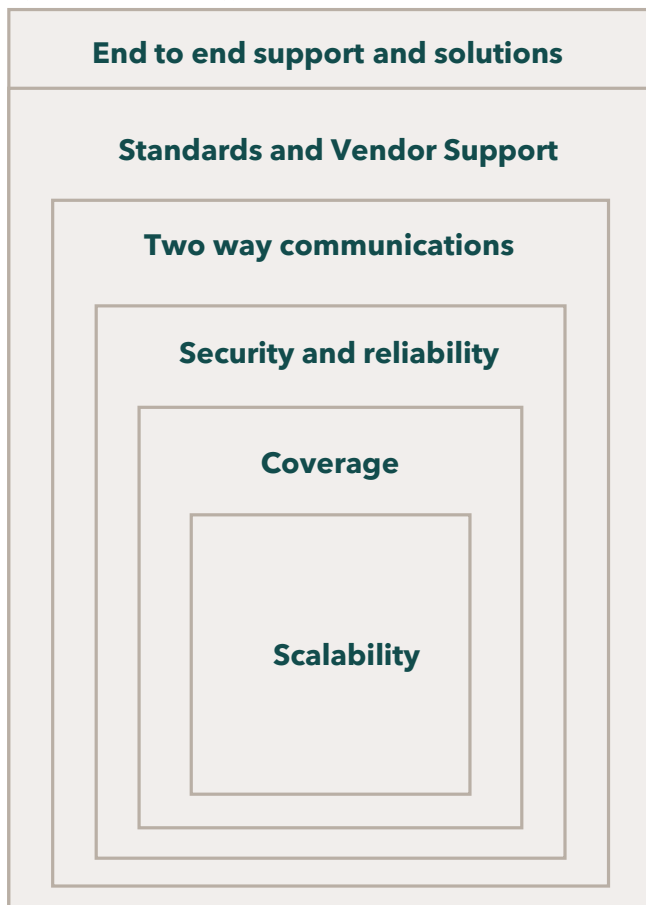 End to end support and solutions
Standards and Vendor Support
Two way communications
Security and reliability
Coverage
Scalability